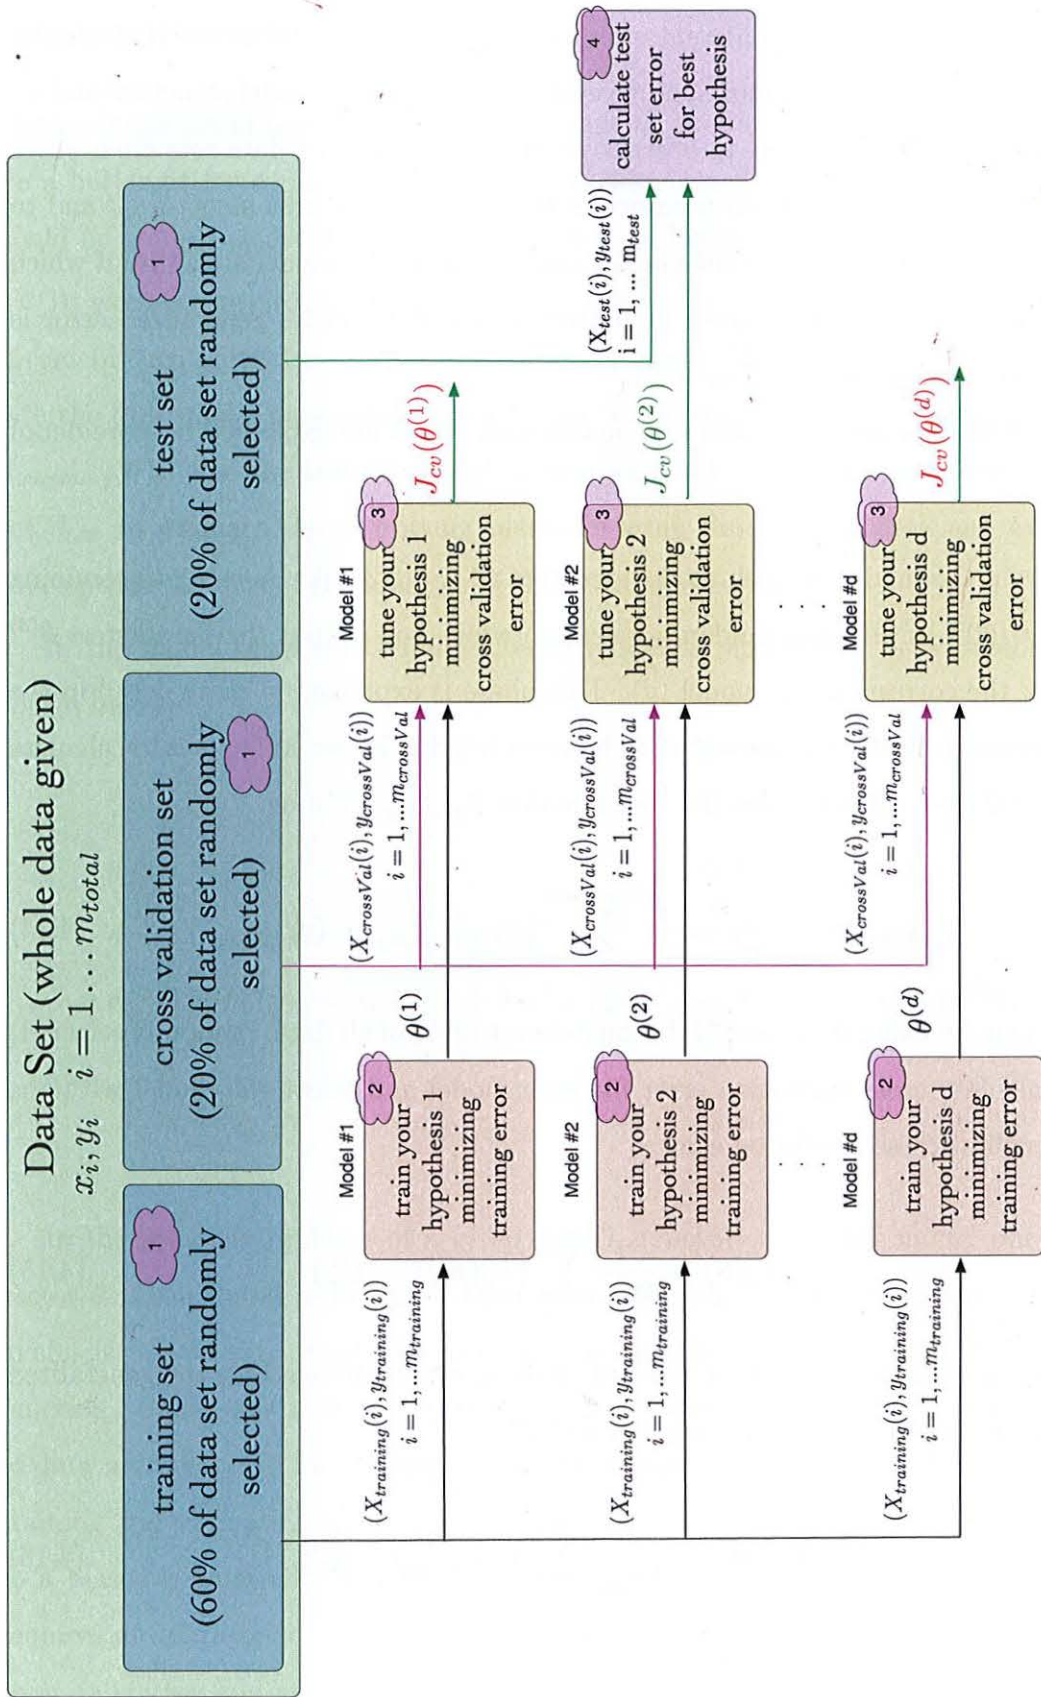 Data Set (whole data given)
x_i, y_i   i = 1 … m_total
1
training set
(60% of data set randomly
selected)
cross validation set
(20% of data set randomly
selected)
1
1
test set
(20% of data set randomly
selected)
(X_training(i), y_training(i))
i = 1, ...m_training
Model #1
2
train your
hypothesis 1
minimizing
training error
θ^(1)
(X_crossVal(i), y_crossVal(i))
i = 1, ...m_crossVal
Model #1
3
tune your
hypothesis 1
minimizing
cross validation
error
J_cv(θ^(1))
(X_training(i), y_training(i))
i = 1, ...m_training
Model #2
2
train your
hypothesis 2
minimizing
training error
θ^(2)
(X_crossVal(i), y_crossVal(i))
i = 1, ...m_crossVal
Model #2
3
tune your
hypothesis 2
minimizing
cross validation
error
J_cv(θ^(2))
(X_test(i), y_test(i))
i = 1, ... m_test
4
calculate test
set error
for best
hypothesis
(X_training(i), y_training(i))
i = 1, ...m_training
Model #d
2
train your
hypothesis d
minimizing
training error
θ^(d)
(X_crossVal(i), y_crossVal(i))
i = 1, ...m_crossVal
Model #d
3
tune your
hypothesis d
minimizing
cross validation
error
J_cv(θ^(d))